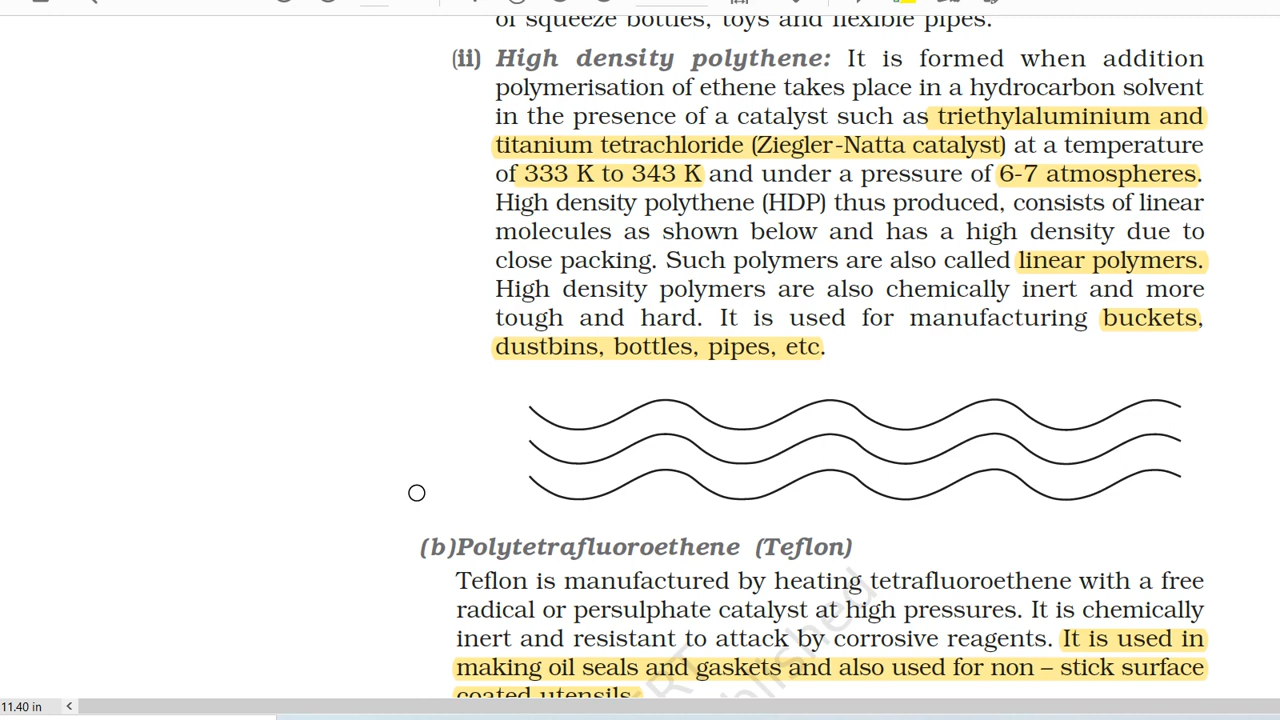 of squeeze bottles, toys and flexible pipes.
(ii) High density polythene: It is formed when addition
polymerisation of ethene takes place in a hydrocarbon solvent
in the presence of a catalyst such as triethylaluminium and
titanium tetrachloride (Ziegler-Natta catalyst) at a temperature
of 333 K to 343 K and under a pressure of 6-7 atmospheres.
High density polythene (HDP) thus produced, consists of linear
molecules as shown below and has a high density due to
close packing. Such polymers are also called linear polymers.
High density polymers are also chemically inert and more
tough and hard. It is used for manufacturing buckets,
dustbins, bottles, pipes, etc.
(b)Polytetrafluoroethene (Teflon)
Teflon is manufactured by heating tetrafluoroethene with a free
radical or persulphate catalyst at high pressures. It is chemically
inert and resistant to attack by corrosive reagents. It is used in
making oil seals and gaskets and also used for non – stick surface
coated utensils.
11.40 in